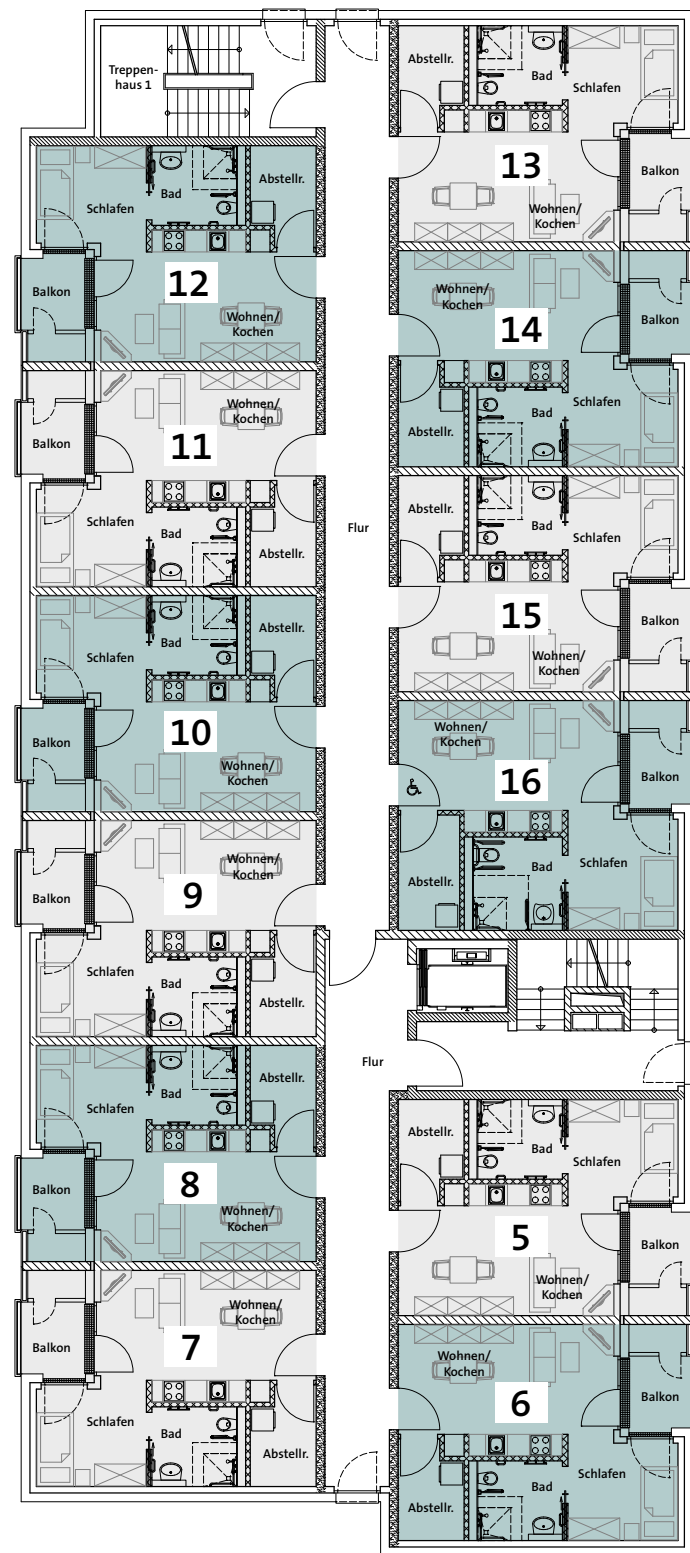 Treppen-
haus 1
Abstellr.
Bad
Schlafen
13
Balkon
Wohnen/
Kochen
Schlafen
Bad
Abstellr.
12
Balkon
Wohnen/
Kochen
Wohnen/
Kochen
14
Balkon
Abstellr.
Bad
Schlafen
Wohnen/
Kochen
11
Balkon
Schlafen
Bad
Abstellr.
Flur
Abstellr.
Bad
Schlafen
15
Balkon
Wohnen/
Kochen
Schlafen
Bad
Abstellr.
10
Balkon
Wohnen/
Kochen
Wohnen/
Kochen
16
Balkon
Abstellr.
Bad
Schlafen
Wohnen/
Kochen
9
Balkon
Schlafen
Bad
Abstellr.
Flur
Schlafen
Bad
Abstellr.
8
Balkon
Wohnen/
Kochen
Abstellr.
Bad
Schlafen
5
Balkon
Wohnen/
Kochen
Wohnen/
Kochen
7
Balkon
Schlafen
Bad
Abstellr.
Wohnen/
Kochen
6
Balkon
Abstellr.
Bad
Schlafen